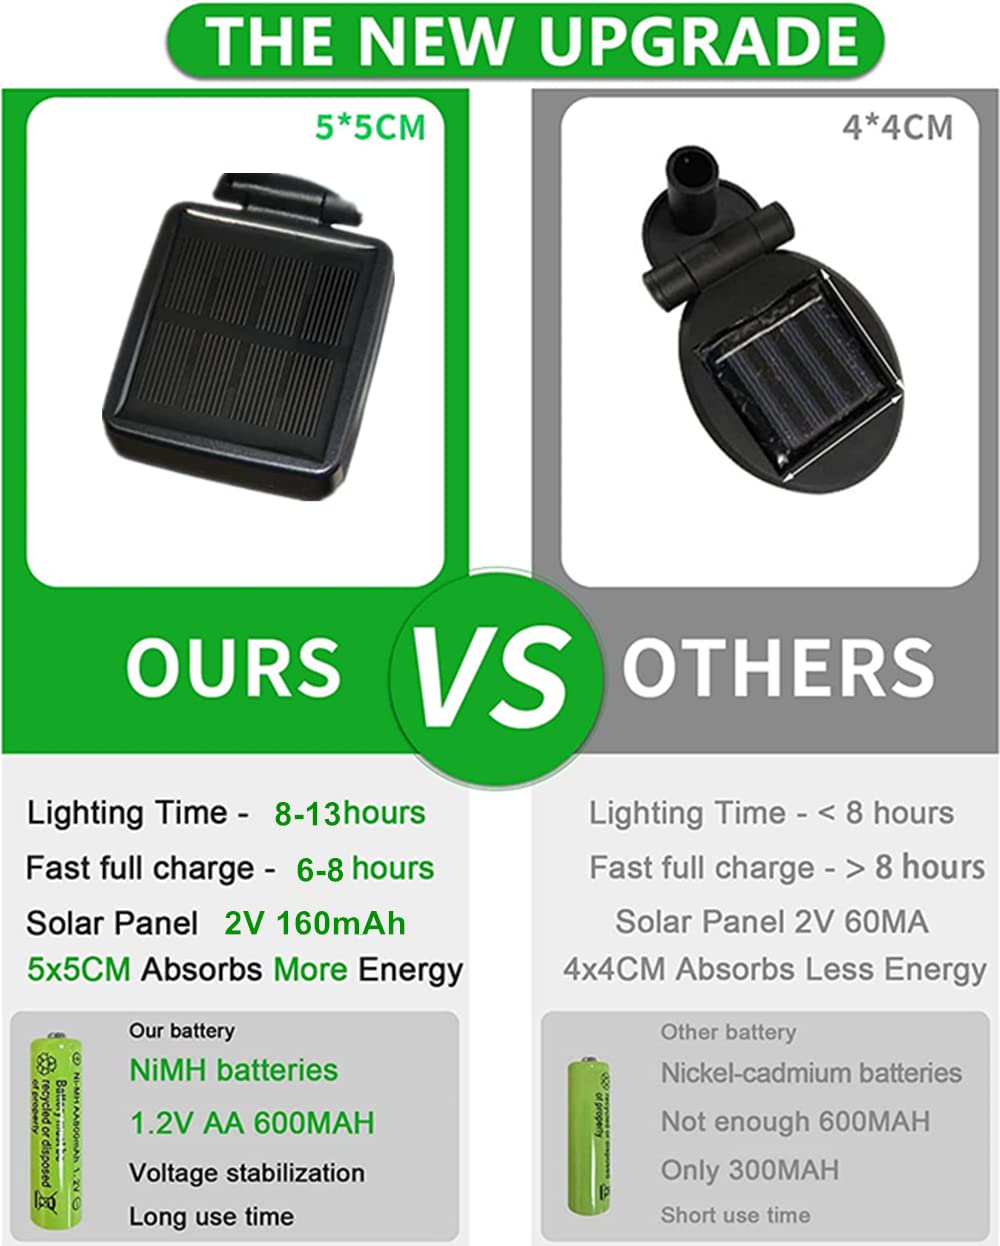 THE NEW UPGRADE
5*5CM
4*4CM
OURS
VS
OTHERS
Lighting Time - 8-13hours
Fast full charge - 6-8 hours
Solar Panel 2V 160mAh
5x5CM Absorbs More Energy
Lighting Time - < 8 hours
Fast full charge - > 8 hours
Solar Panel 2V 60MA
4x4CM Absorbs Less Energy
Our battery
NiMH batteries
1.2V AA 600MAH
Voltage stabilization
Long use time
Ni-MH AA600mAh 1.2V
Battery must be
recycled or disposed
of properly
Other battery
Nickel-cadmium batteries
Not enough 600MAH
Only 300MAH
Short use time
recycled or disposed
of properly